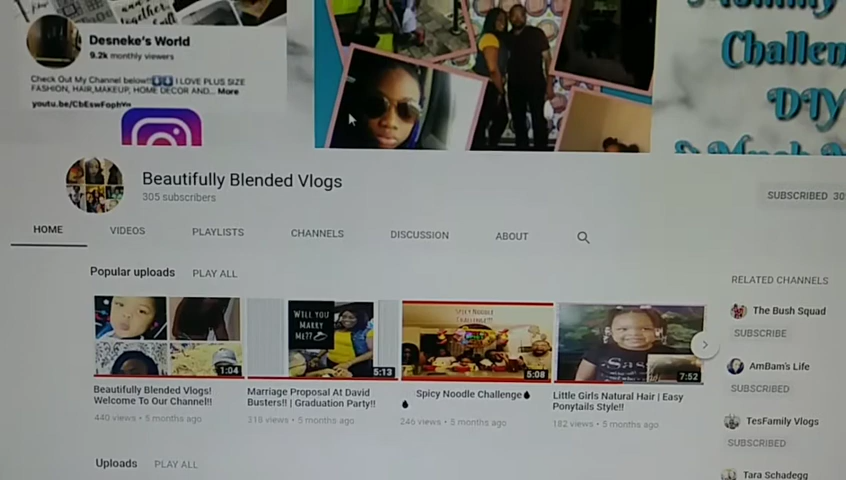 together,
Desneke's World
9.2k monthly viewers
Check Out My Channel below!! I LOVE PLUS SIZE
FASHION, HAIR,MAKEUP, HOME DECOR AND... More
Challen
DIY
Beautifully Blended Vlogs
305 subscribers
SUBSCRIBED 30
HOME
VIDEOS
PLAYLISTS
CHANNELS
DISCUSSION
ABOUT
Popular uploads
PLAY ALL
RELATED CHANNELS
The Bush Squad
SUBSCRIBE
AmBam's Life
SUBSCRIBED
TesFamily Vlogs
SUBSCRIBED
Tara Schadegg
WILL YOU
MARRY
ME??
SPICY NOODLE
CHALLENGE!!!
1:04
5:13
5:08
7:52
Beautifully Blended Vlogs!
Welcome To Our Channel!!
440 views • 5 months ago
Marriage Proposal At David
Busters!! | Graduation Party!!
318 views • 5 months ago
Spicy Noodle Challenge
246 views • 5 months ago
Little Girls Natural Hair | Easy
Ponytails Style!!
182 views • 5 months ago
Uploads
PLAY ALL